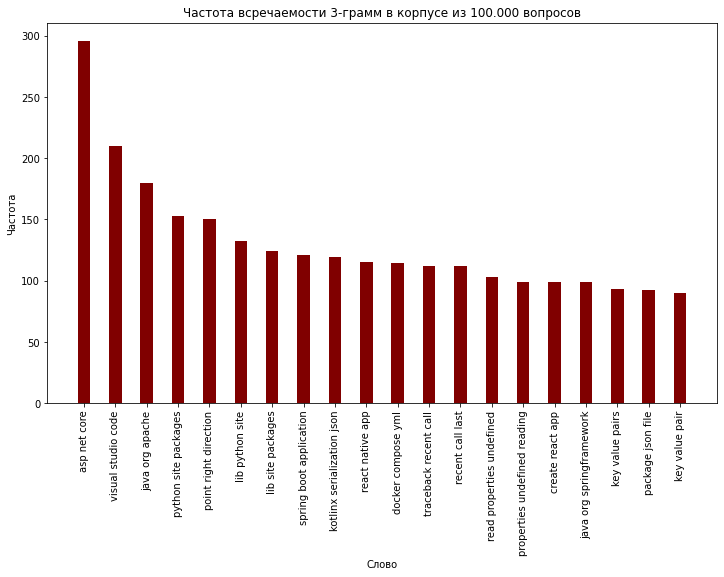 Частота всречаемости 3-грамм в корпусе из 100.000 вопросов
Частота
300
250
200
150
100
50
0
asp net core
visual studio code
java org apache
python site packages
point right direction
lib python site
lib site packages
spring boot application
kotlinx serialization json
react native app
docker compose yml
traceback recent call
recent call last
read properties undefined
properties undefined reading
create react app
java org springframework
key value pairs
package json file
key value pair
Слово